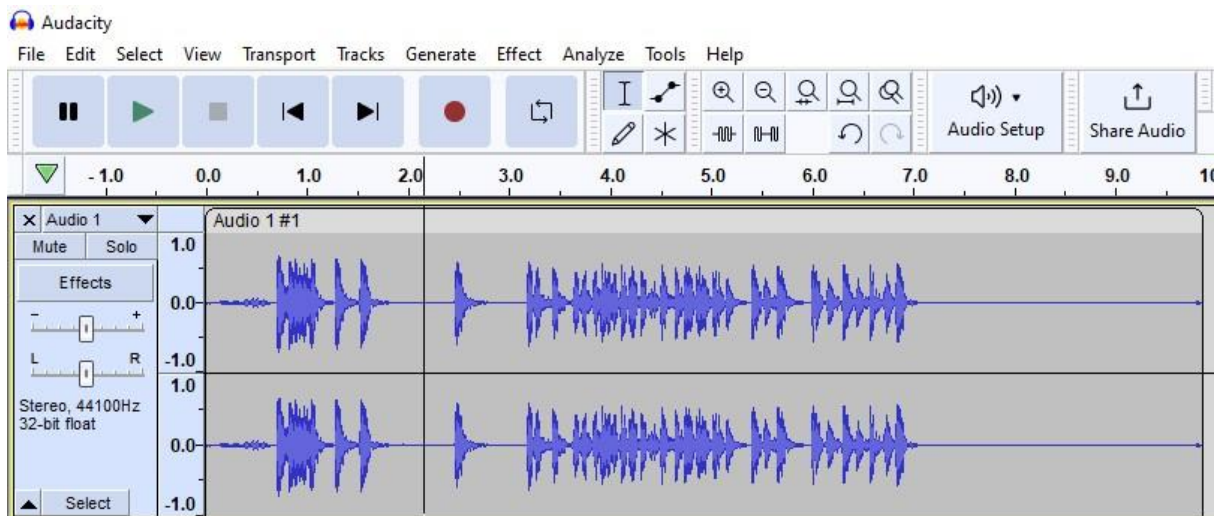 Audacity
File Edit Select View Transport Tracks Generate Effect Analyze Tools Help
Audio Setup
Share Audio
- 1.0 0.0 1.0 2.0 3.0 4.0 5.0 6.0 7.0 8.0 9.0 10
× Audio 1
Audio 1 #1
Mute Solo
Effects
- +
L R
Stereo, 44100Hz
32-bit float
Select
1.0
0.0
-1.0
1.0
0.0
-1.0